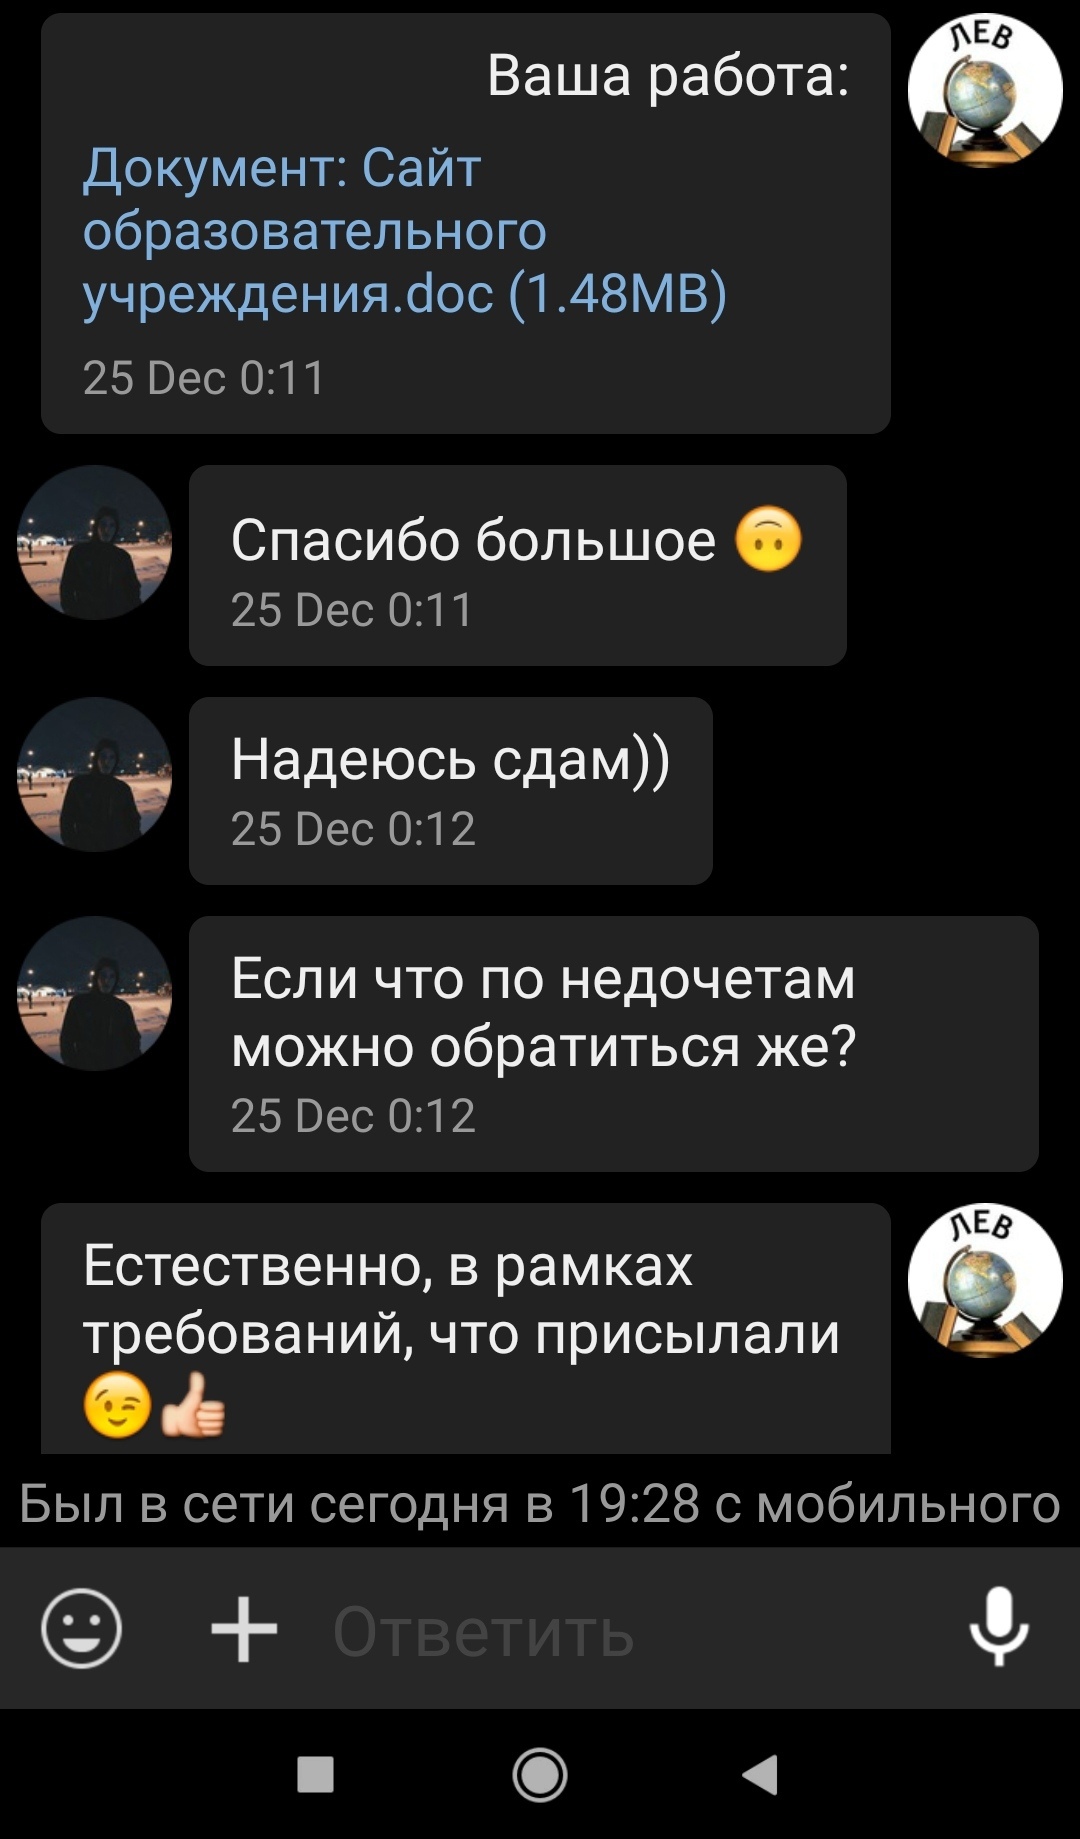 ЛЕВ
Ваша работа:
Документ: Сайт
образовательного
учреждения.doc (1.48MB)
25 Dec 0:11
Спасибо большое 🙃
25 Dec 0:11
Надеюсь сдам))
25 Dec 0:12
Если что по недочетам
можно обратиться же?
25 Dec 0:12
ЛЕВ
Естественно, в рамках
требований, что присылали
😉👍🏻
Был в сети сегодня в 19:28 с мобильного
Ответить